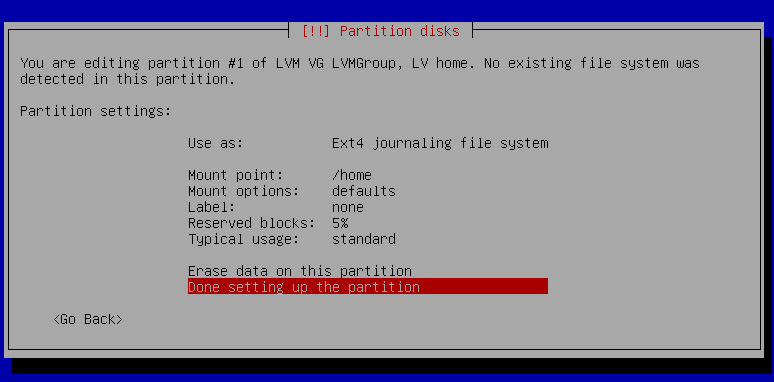 [!!] Partition disks
You are editing partition #1 of LVM VG LVMGroup, LV home. No existing file system was
detected in this partition.
Partition settings:
Use as: Ext4 journaling file system
Mount point: /home
Mount options: defaults
Label: none
Reserved blocks: 5%
Typical usage: standard
Erase data on this partition
Done setting up the partition
<Go Back>